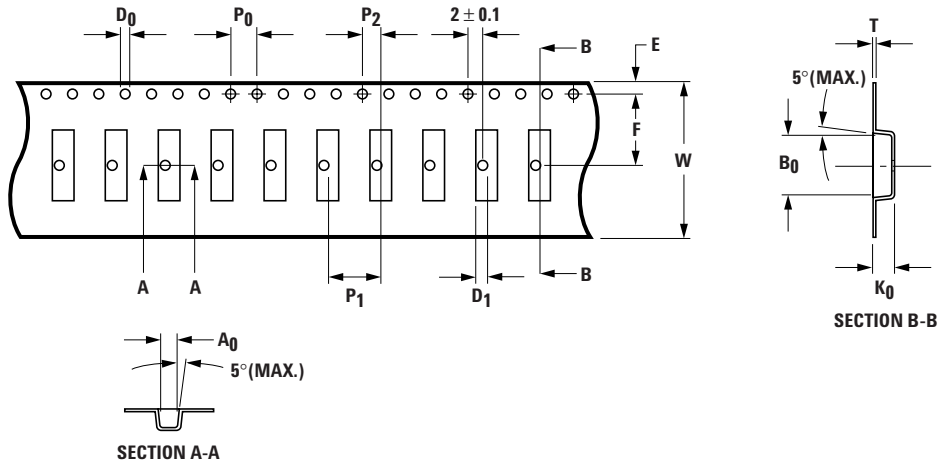 D0 P0 P2 2 ± 0.1 B E
F W
A A P1 D1 B
A0
5°(MAX.)
SECTION A-A
T
5°(MAX.)
B0
K0
SECTION B-B